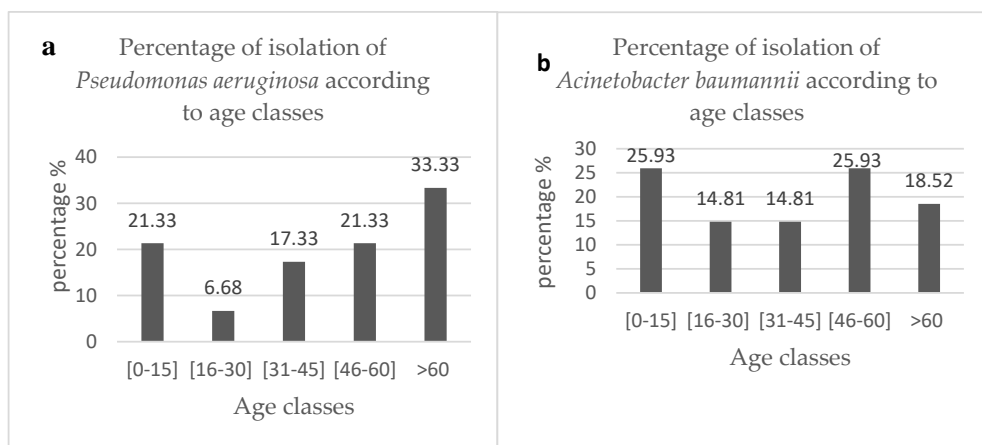 a
Percentage of isolation of
Pseudomonas aeruginosa according
to age classes
percentage %
40
30
20
10
0
21.33
6.68
17.33
21.33
33.33
[0-15] [16-30] [31-45] [46-60] >60
Age classes
b
Percentage of isolation of
Acinetobacter baumannii according to
age classes
percentage %
30
25
20
15
10
5
0
25.93
14.81
14.81
25.93
18.52
[0-15] [16-30] [31-45] [46-60] >60
Age classes